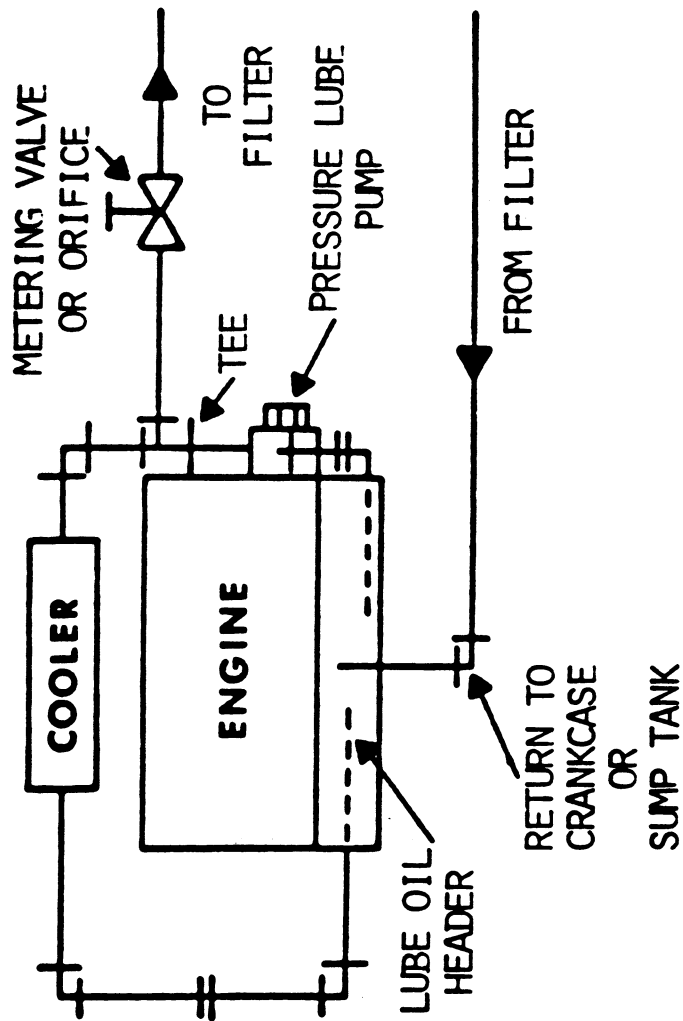 METERING VALVE
OR ORIFICE
TO
FILTER
TEE
PRESSURE LUBE
PUMP
COOLER
ENGINE
FROM FILTER
LUBE OIL
HEADER
RETURN TO
CRANKCASE
OR
SUMP TANK